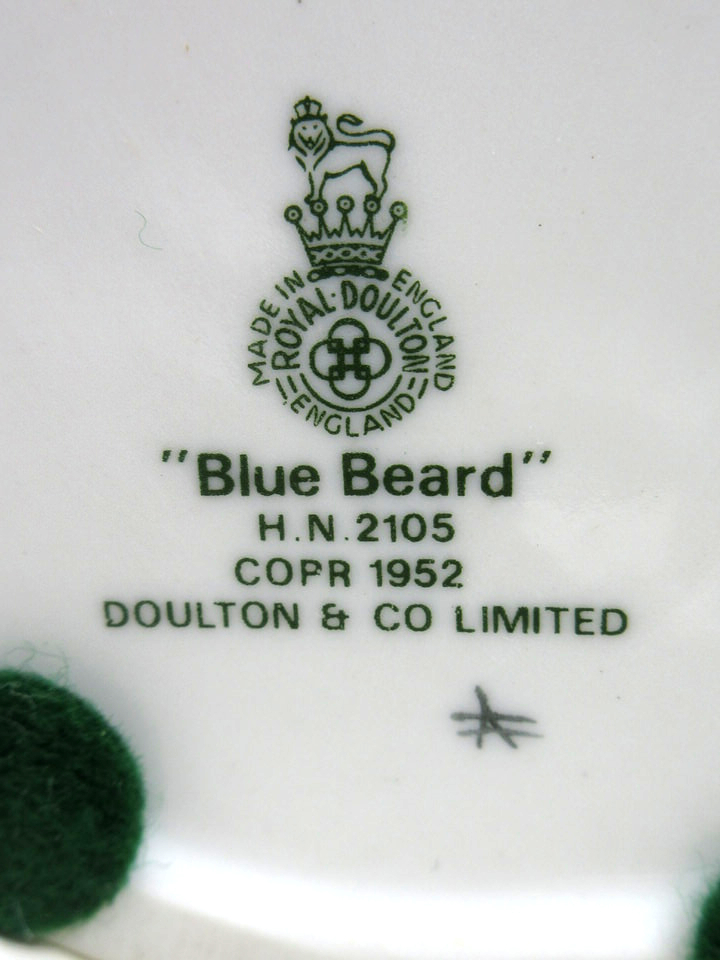 MADE IN ENGLAND
ROYAL·DOULTON
ENGLAND
"Blue Beard"
H.N.2105
COPR 1952
DOULTON & CO LIMITED